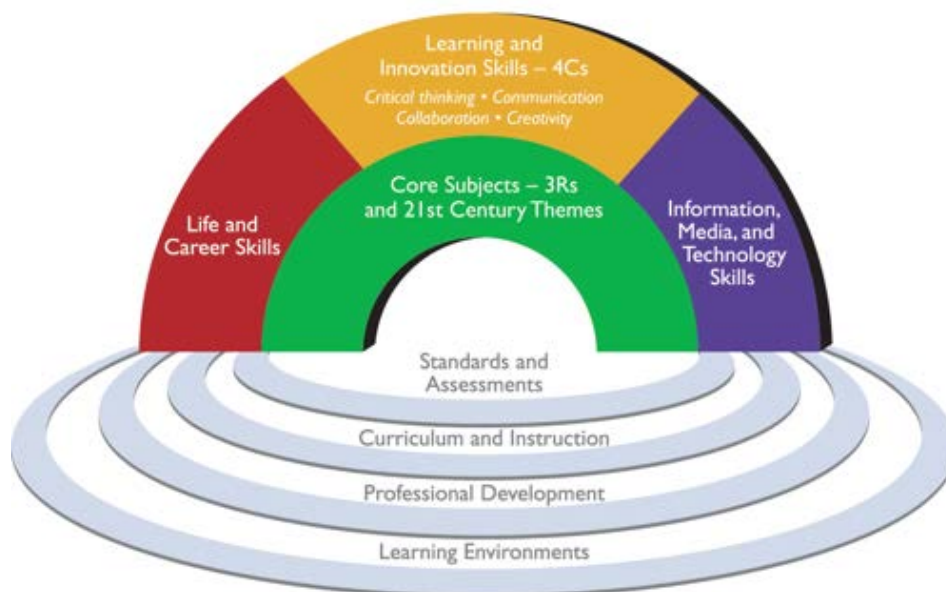 Learning and
Innovation Skills – 4Cs
Critical thinking • Communication
Collaboration • Creativity
Core Subjects – 3Rs
and 21st Century Themes
Life and
Career Skills
Information,
Media, and
Technology
Skills
Standards and
Assessments
Curriculum and Instruction
Professional Development
Learning Environments